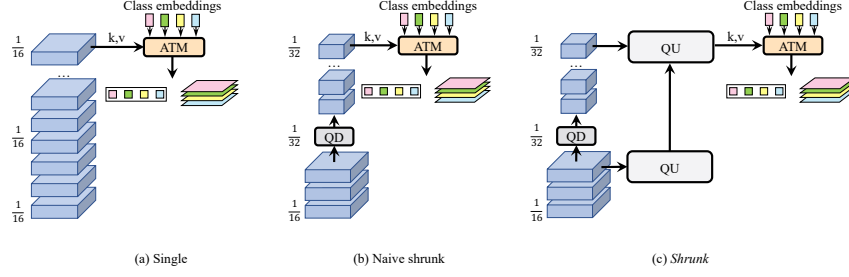 Class embeddings
1/16
k,v
ATM
...
1/16
1/16
(a) Single
Class embeddings
1/32
k,v
ATM
...
1/32
QD
1/16
(b) Naive shrunk
Class embeddings
1/32
QU
k,v
ATM
...
1/32
QD
QU
1/16
(c) Shrunk